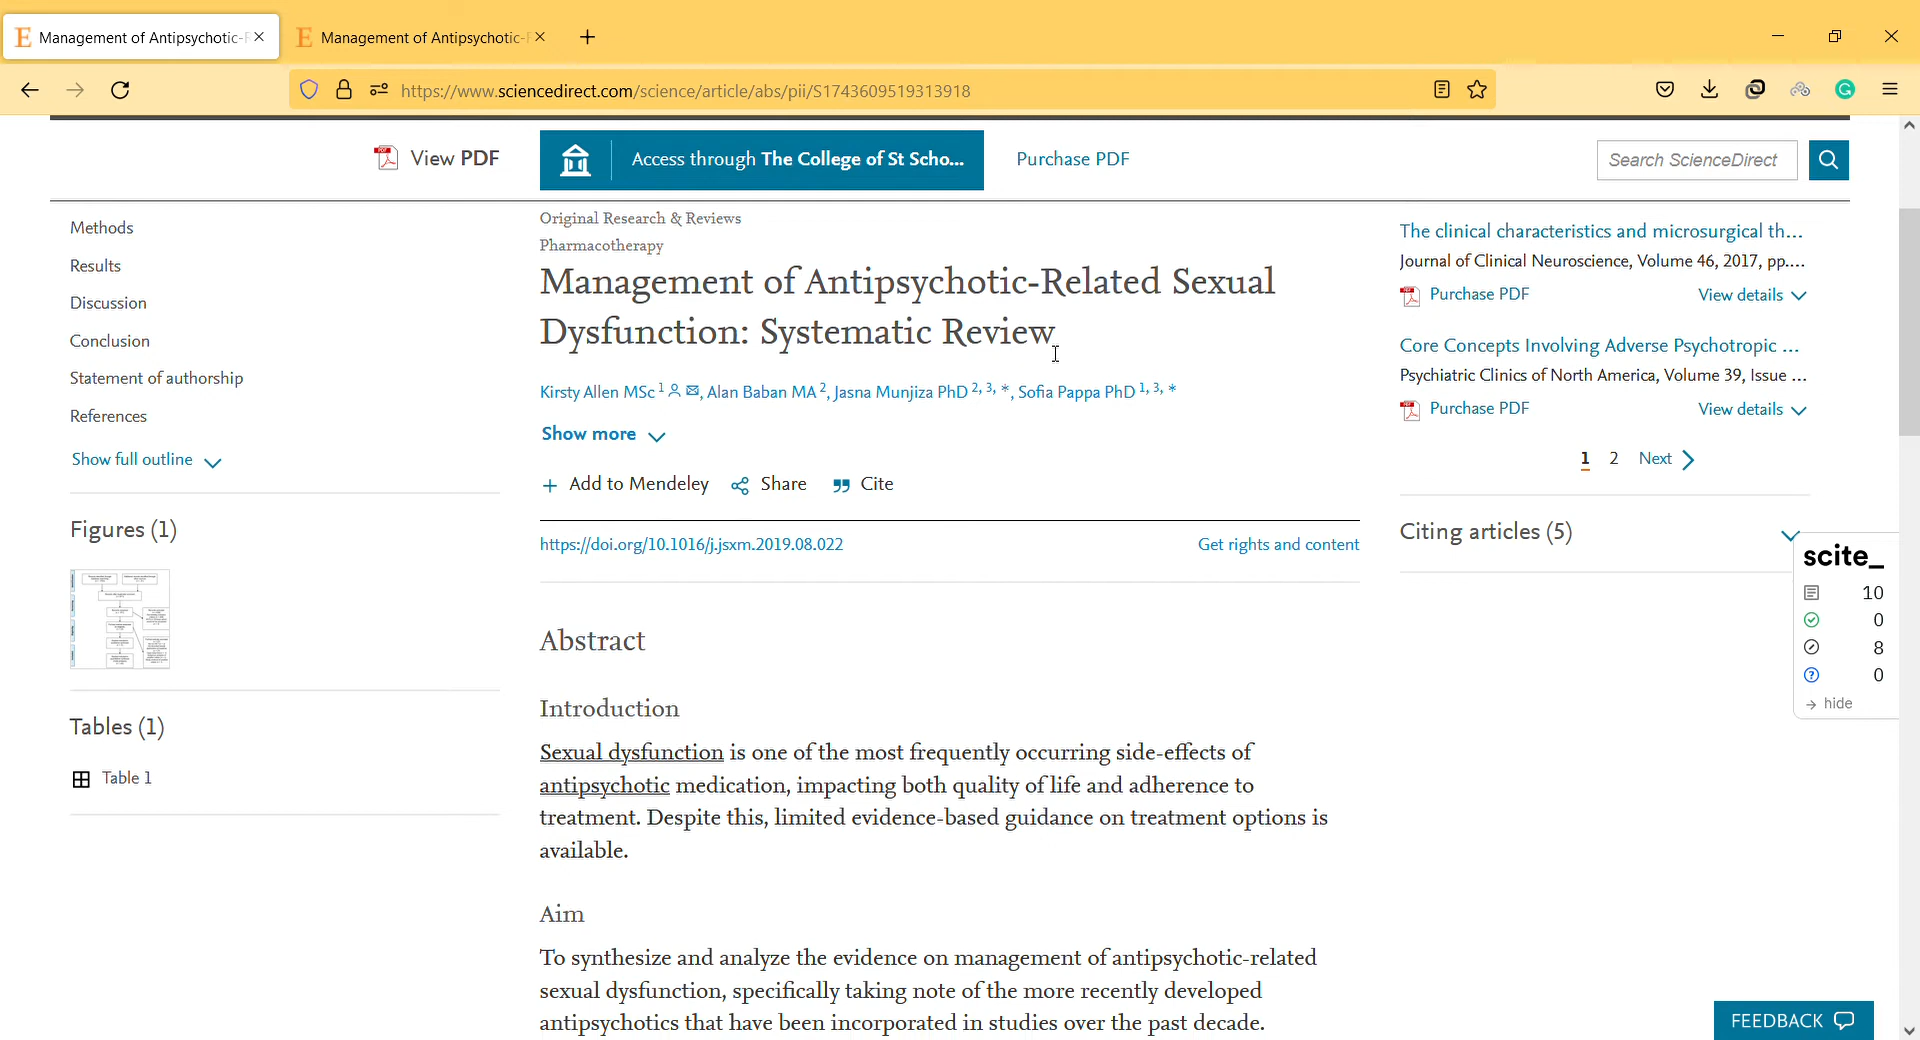 Management of Antipsychotic-R
Management of Antipsychotic-R
https://www.sciencedirect.com/science/article/abs/pii/S1743609519313918
View PDF
Access through The College of St Scho...
Purchase PDF
Search ScienceDirect
Methods
Results
Discussion
Conclusion
Statement of authorship
References
Show full outline
Figures (1)
Tables (1)
Table 1
Original Research & Reviews
Pharmacotherapy
Management of Antipsychotic-Related Sexual
Dysfunction: Systematic Review
Kirsty Allen MSc 1, Alan Baban MA 2, Jasna Munjiza PhD 2, 3, *, Sofia Pappa PhD 1, 3, *
Show more
Add to Mendeley Share Cite
https://doi.org/10.1016/j.jsxm.2019.08.022
Get rights and content
Abstract
Introduction
Sexual dysfunction is one of the most frequently occurring side-effects of
antipsychotic medication, impacting both quality of life and adherence to
treatment. Despite this, limited evidence-based guidance on treatment options is
available.
Aim
To synthesize and analyze the evidence on management of antipsychotic-related
sexual dysfunction, specifically taking note of the more recently developed
antipsychotics that have been incorporated in studies over the past decade.
The clinical characteristics and microsurgical th...
Journal of Clinical Neuroscience, Volume 46, 2017, pp....
Purchase PDF View details
Core Concepts Involving Adverse Psychotropic ...
Psychiatric Clinics of North America, Volume 39, Issue ...
Purchase PDF View details
1 2 Next
Citing articles (5)
scite_
10
0
8
0
hide
FEEDBACK